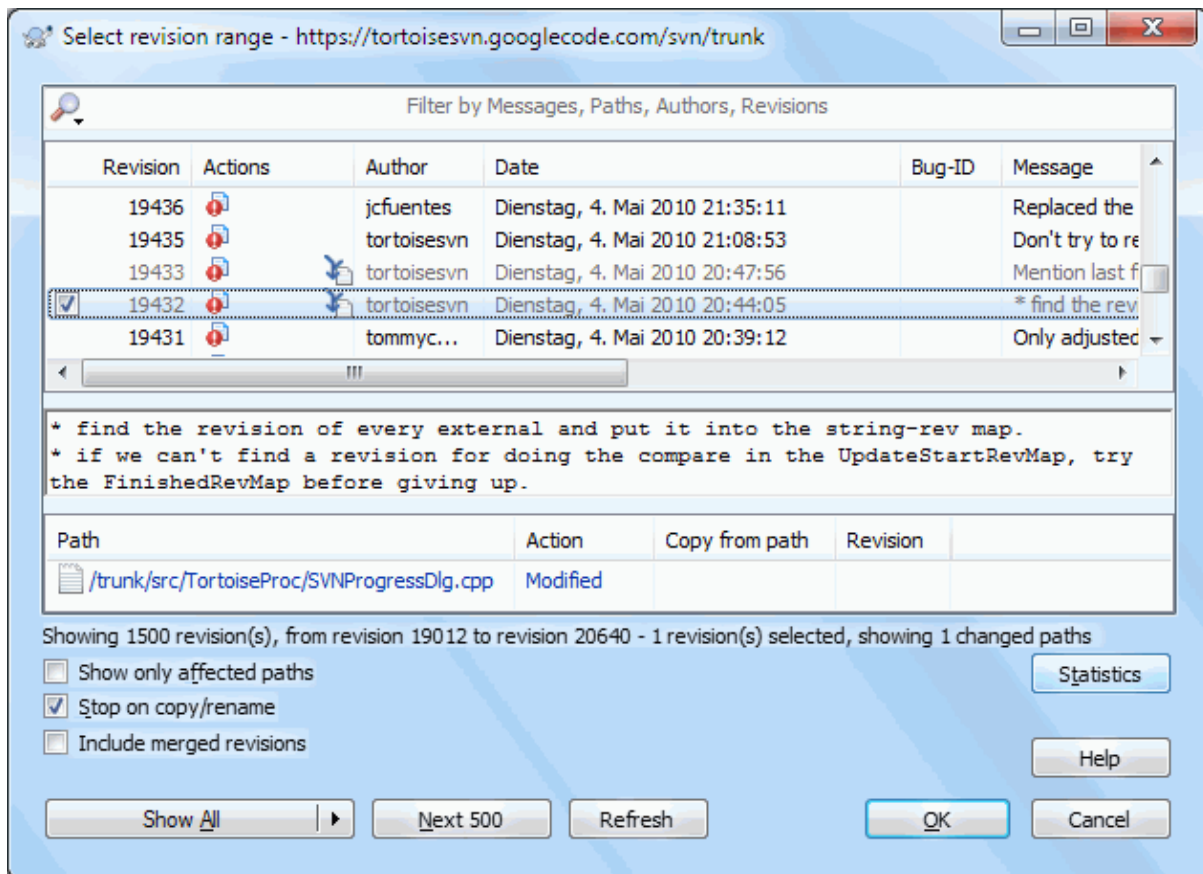 Select revision range - https://tortoisesvn.googlecode.com/svn/trunk
Filter by Messages, Paths, Authors, Revisions
Revision Actions Author Date Bug-ID Message
19436 jcfuentes Dienstag, 4. Mai 2010 21:35:11 Replaced the
19435 tortoisesvn Dienstag, 4. Mai 2010 21:08:53 Don't try to re
19433 tortoisesvn Dienstag, 4. Mai 2010 20:47:56 Mention last f
19432 tortoisesvn Dienstag, 4. Mai 2010 20:44:05 * find the rev
19431 tommyc... Dienstag, 4. Mai 2010 20:39:12 Only adjusted
* find the revision of every external and put it into the string-rev map.
* if we can't find a revision for doing the compare in the UpdateStartRevMap, try
the FinishedRevMap before giving up.
Path Action Copy from path Revision
/trunk/src/TortoiseProc/SVNProgressDlg.cpp Modified
Showing 1500 revision(s), from revision 19012 to revision 20640 - 1 revision(s) selected, showing 1 changed paths
Show only affected paths
Statistics
Stop on copy/rename
Include merged revisions
Help
Show All Next 500 Refresh OK Cancel